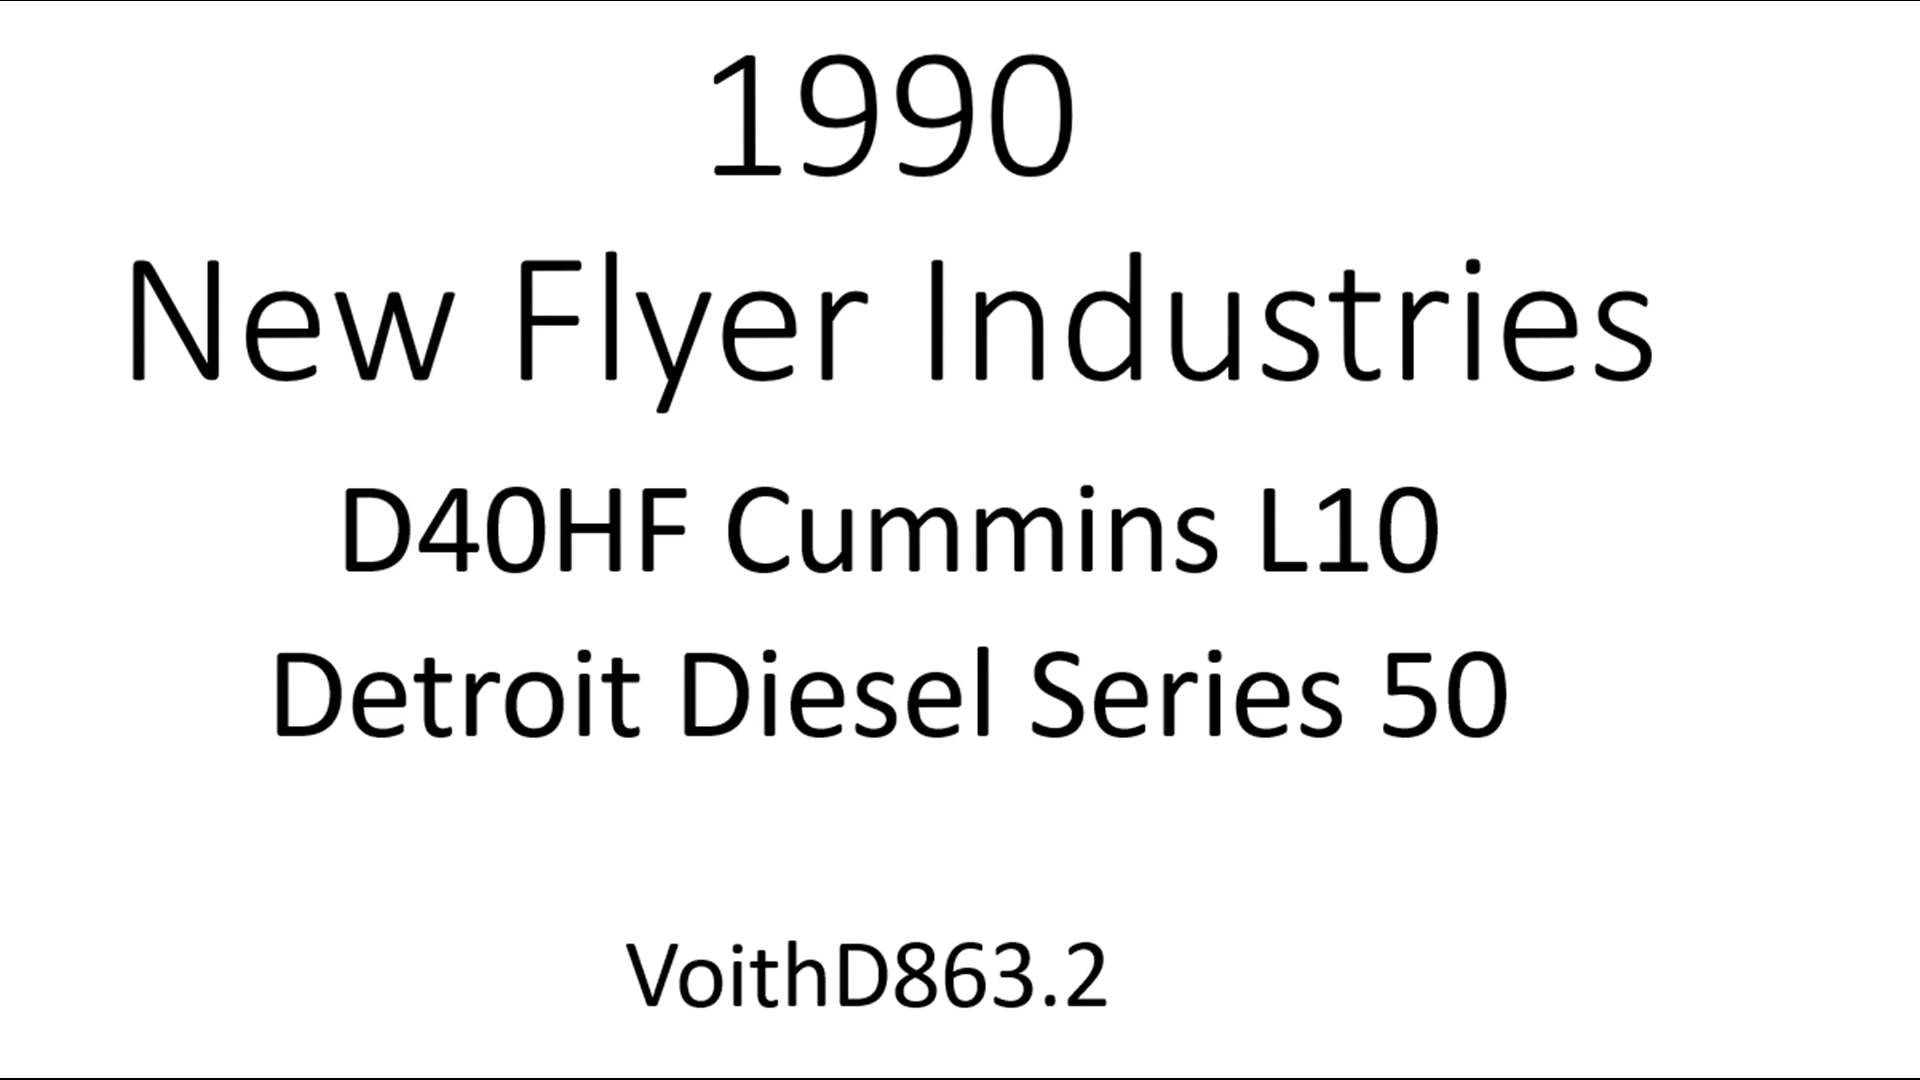 1990
New Flyer Industries
D40HF Cummins L10
Detroit Diesel Series 50
VoithD863.2